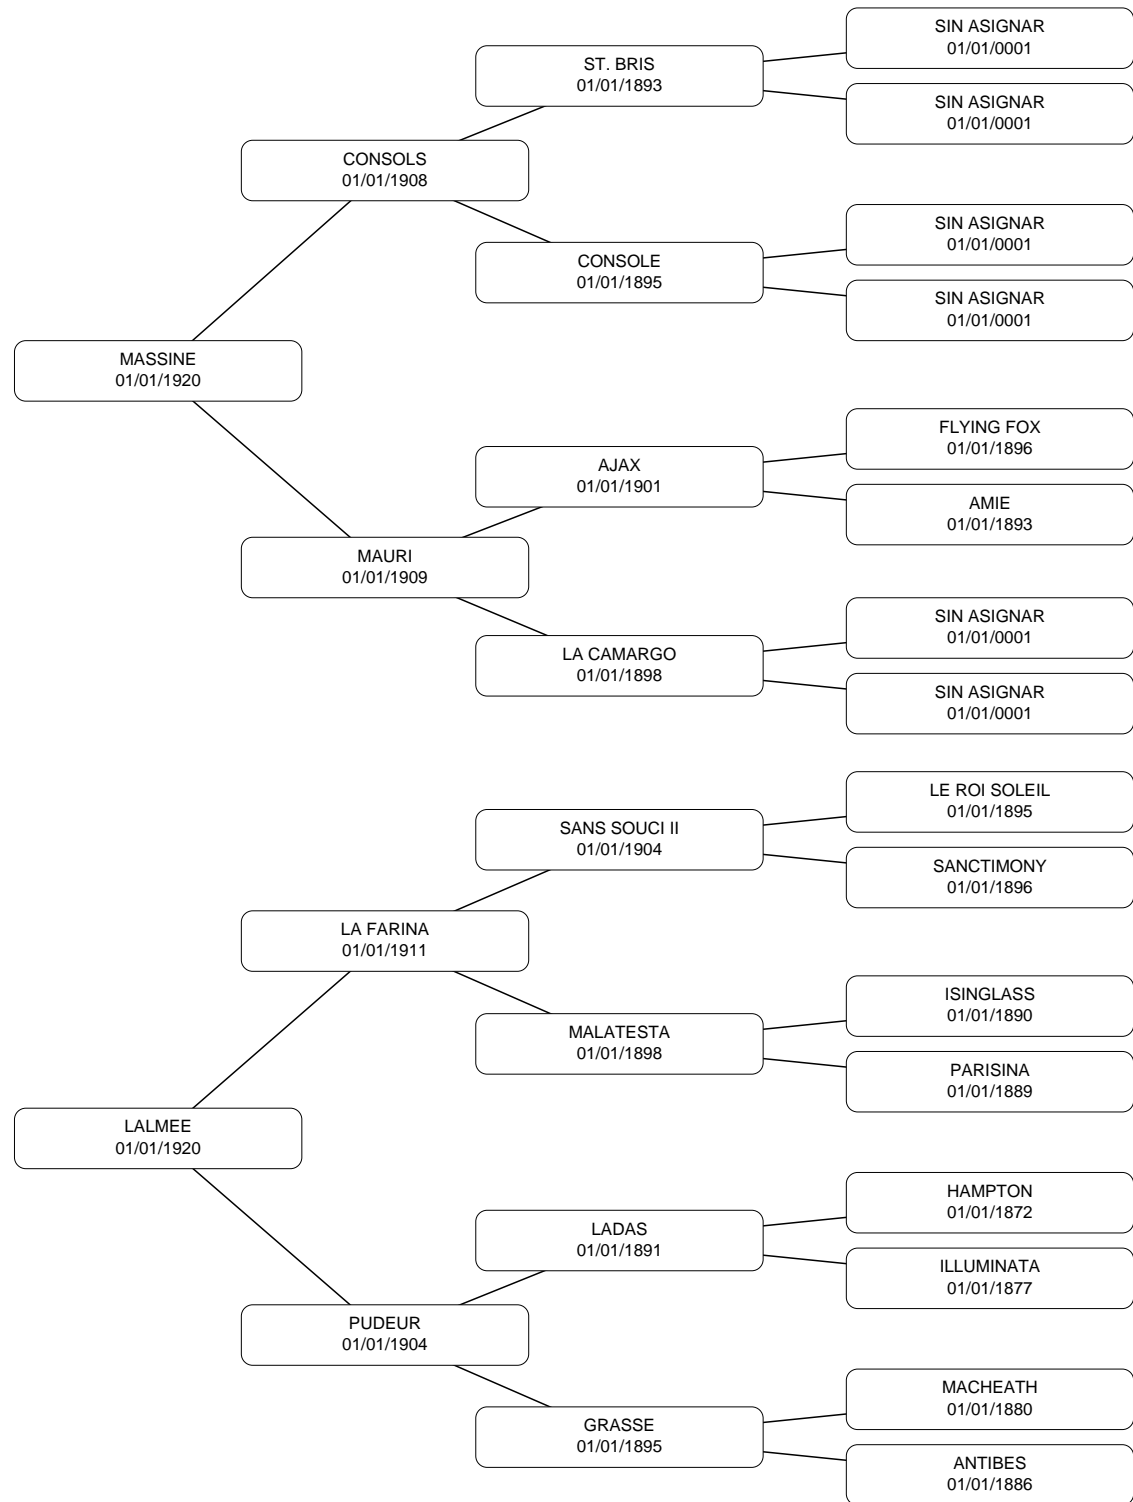 SIN ASIGNAR
01/01/0001
ST. BRIS
01/01/1893
SIN ASIGNAR
01/01/0001
CONSOLS
01/01/1908
SIN ASIGNAR
01/01/0001
CONSOLE
01/01/1895
SIN ASIGNAR
01/01/0001
MASSINE
01/01/1920
FLYING FOX
01/01/1896
AJAX
01/01/1901
AMIE
01/01/1893
MAURI
01/01/1909
SIN ASIGNAR
01/01/0001
LA CAMARGO
01/01/1898
SIN ASIGNAR
01/01/0001
LE ROI SOLEIL
01/01/1895
SANS SOUCI II
01/01/1904
SANCTIMONY
01/01/1896
LA FARINA
01/01/1911
ISINGLASS
01/01/1890
MALATESTA
01/01/1898
PARISINA
01/01/1889
LALMEE
01/01/1920
HAMPTON
01/01/1872
LADAS
01/01/1891
ILLUMINATA
01/01/1877
PUDEUR
01/01/1904
MACHEATH
01/01/1880
GRASSE
01/01/1895
ANTIBES
01/01/1886